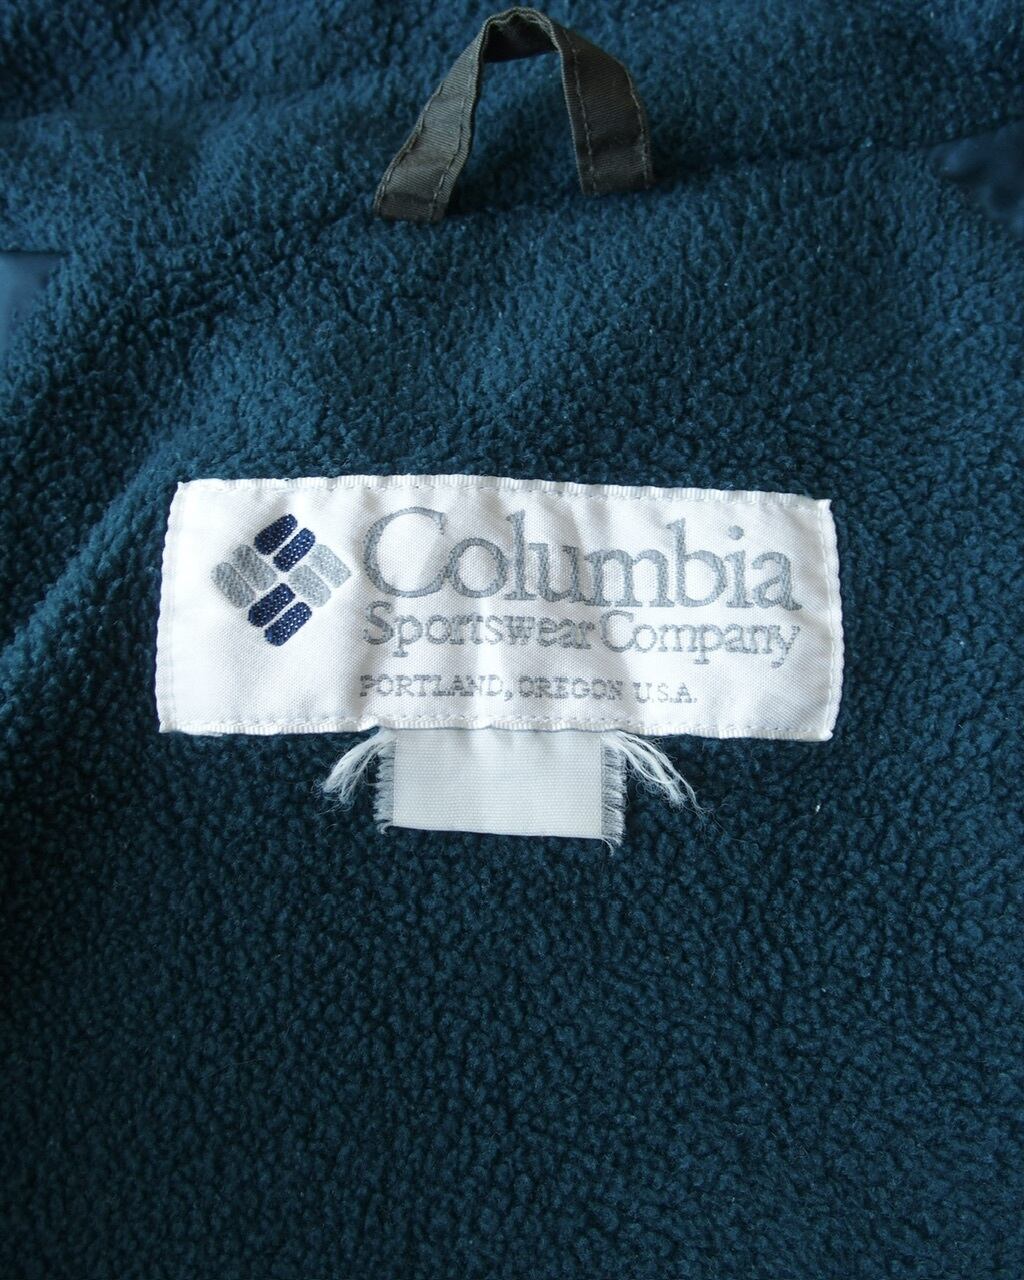 Columbia
Sportswear Company
PORTLAND, OREGON U.S.A.